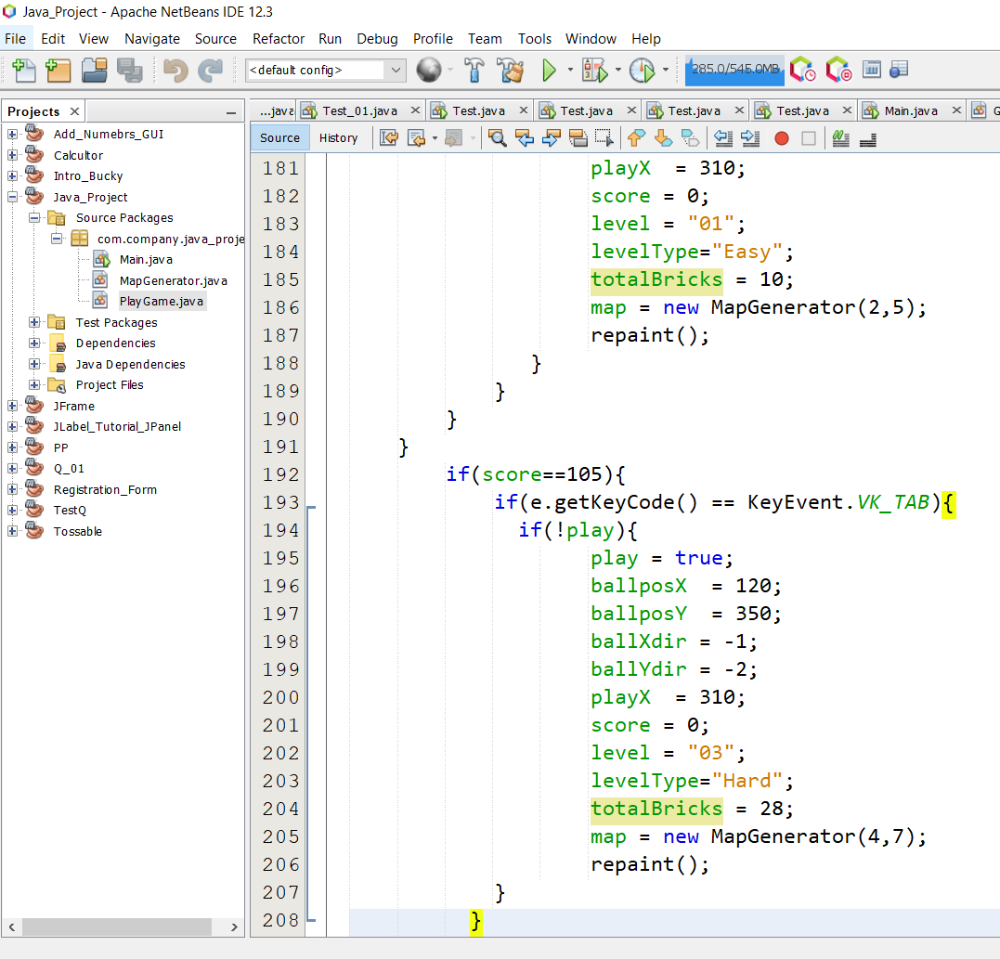 Java_Project - Apache NetBeans IDE 12.3
File Edit View Navigate Source Refactor Run Debug Profile Team Tools Window Help
<default config>
285.0/545.0MB
Projects
...java Test_01.java Test.java Test.java Test.java Test.java Main.java G
Source History
Add_Numebrs_GUI
Calcultor
Intro_Bucky
Java_Project
Source Packages
com.company.java_proje
Main.java
MapGenerator.java
PlayGame.java
Test Packages
Dependencies
Java Dependencies
Project Files
JFrame
JLabel_Tutorial_JPanel
PP
Q_01
Registration_Form
TestQ
Tossable
181 playX  = 310;
182 score = 0;
183 level = "01";
184 levelType="Easy";
185 totalBricks = 10;
186 map = new MapGenerator(2,5);
187 repaint();
188 }
189 }
190 }
191 }
192 if(score==105){
193 if(e.getKeyCode() == KeyEvent.VK_TAB){
194 if(!play){
195 play = true;
196 ballposX  = 120;
197 ballposY  = 350;
198 ballXdir = -1;
199 ballYdir = -2;
200 playX  = 310;
201 score = 0;
202 level = "03";
203 levelType="Hard";
204 totalBricks = 28;
205 map = new MapGenerator(4,7);
206 repaint();
207 }
208 }